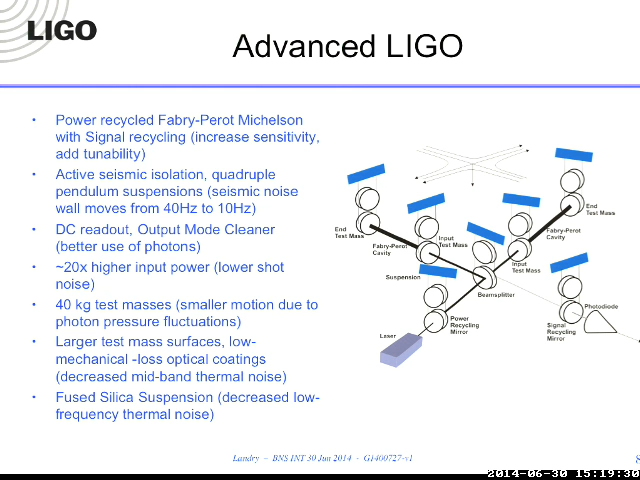 LIGO
Advanced LIGO
• Power recycled Fabry-Perot Michelson
with Signal recycling (increase sensitivity,
add tunability)
• Active seismic isolation, quadruple
pendulum suspensions (seismic noise
wall moves from 40Hz to 10Hz)
• DC readout, Output Mode Cleaner
(better use of photons)
• ~20x higher input power (lower shot
noise)
• 40 kg test masses (smaller motion due to
photon pressure fluctuations)
• Larger test mass surfaces, low-
mechanical -loss optical coatings
(decreased mid-band thermal noise)
• Fused Silica Suspension (decreased low-
frequency thermal noise)
End
Test Mass
Fabry-Perot
Cavity
Input
Test Mass
Suspension
Power
Recycling
Mirror
Laser
Beamsplitter
Input
Test Mass
Fabry-Perot
Cavity
End
Test Mass
Signal
Recycling
Mirror
Photodiode
Landry – BNS INT 30 Jun 2014 - G1400727-v1
8
2014-06-30 15:19:30